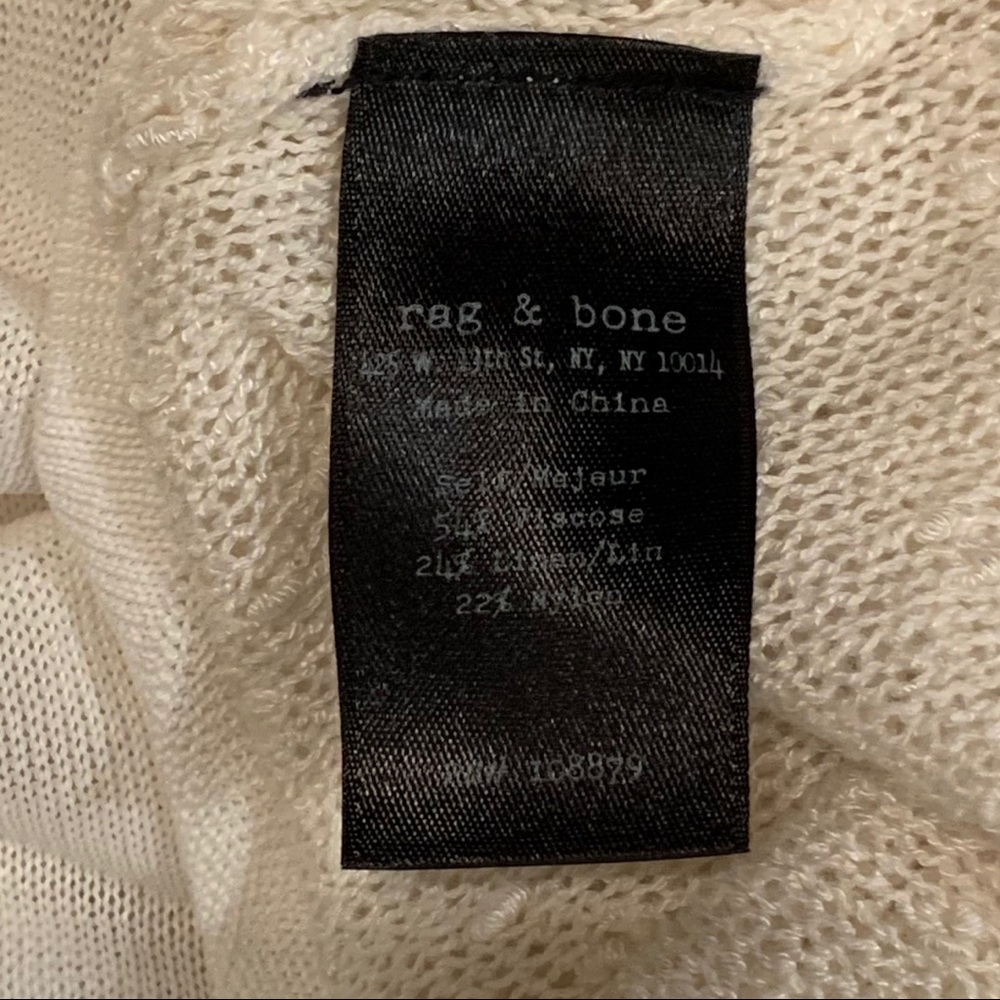 rag & bone
425 W 13th St, NY, NY 10014
Made in China
Self/Majeur
54% Viscose
24% Linen/Lin
22% Nylon
RN# 108879